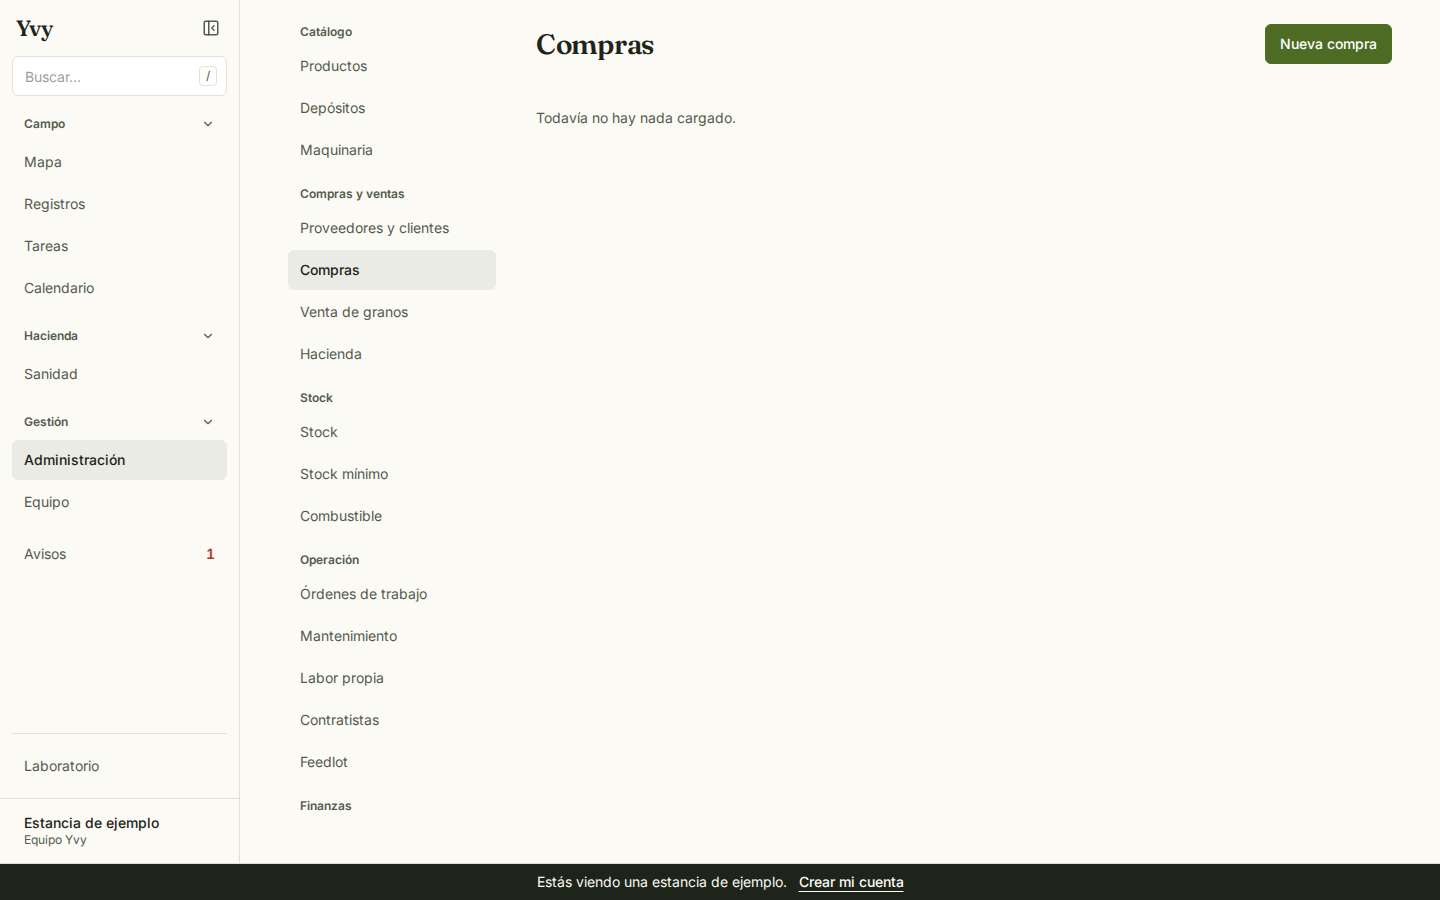 Yvy
Buscar...
/
Campo
Mapa
Registros
Tareas
Calendario
Hacienda
Sanidad
Gestión
Administración
Equipo
Avisos 1
Laboratorio
Estancia de ejemplo
Equipo Yvy
Catálogo
Productos
Depósitos
Maquinaria
Compras y ventas
Proveedores y clientes
Compras
Venta de granos
Hacienda
Stock
Stock
Stock mínimo
Combustible
Operación
Órdenes de trabajo
Mantenimiento
Labor propia
Contratistas
Feedlot
Finanzas
Compras
Nueva compra
Todavía no hay nada cargado.
Estás viendo una estancia de ejemplo. Crear mi cuenta